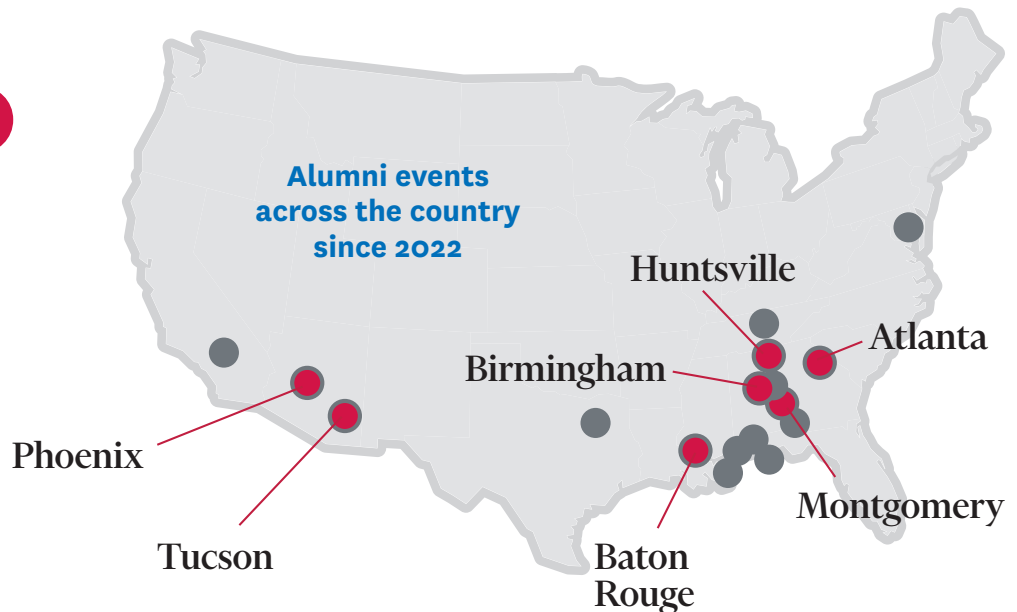 Alumni events
across the country
since 2022
Huntsville
Atlanta
Birmingham
Phoenix
Montgomery
Tucson
Baton
Rouge